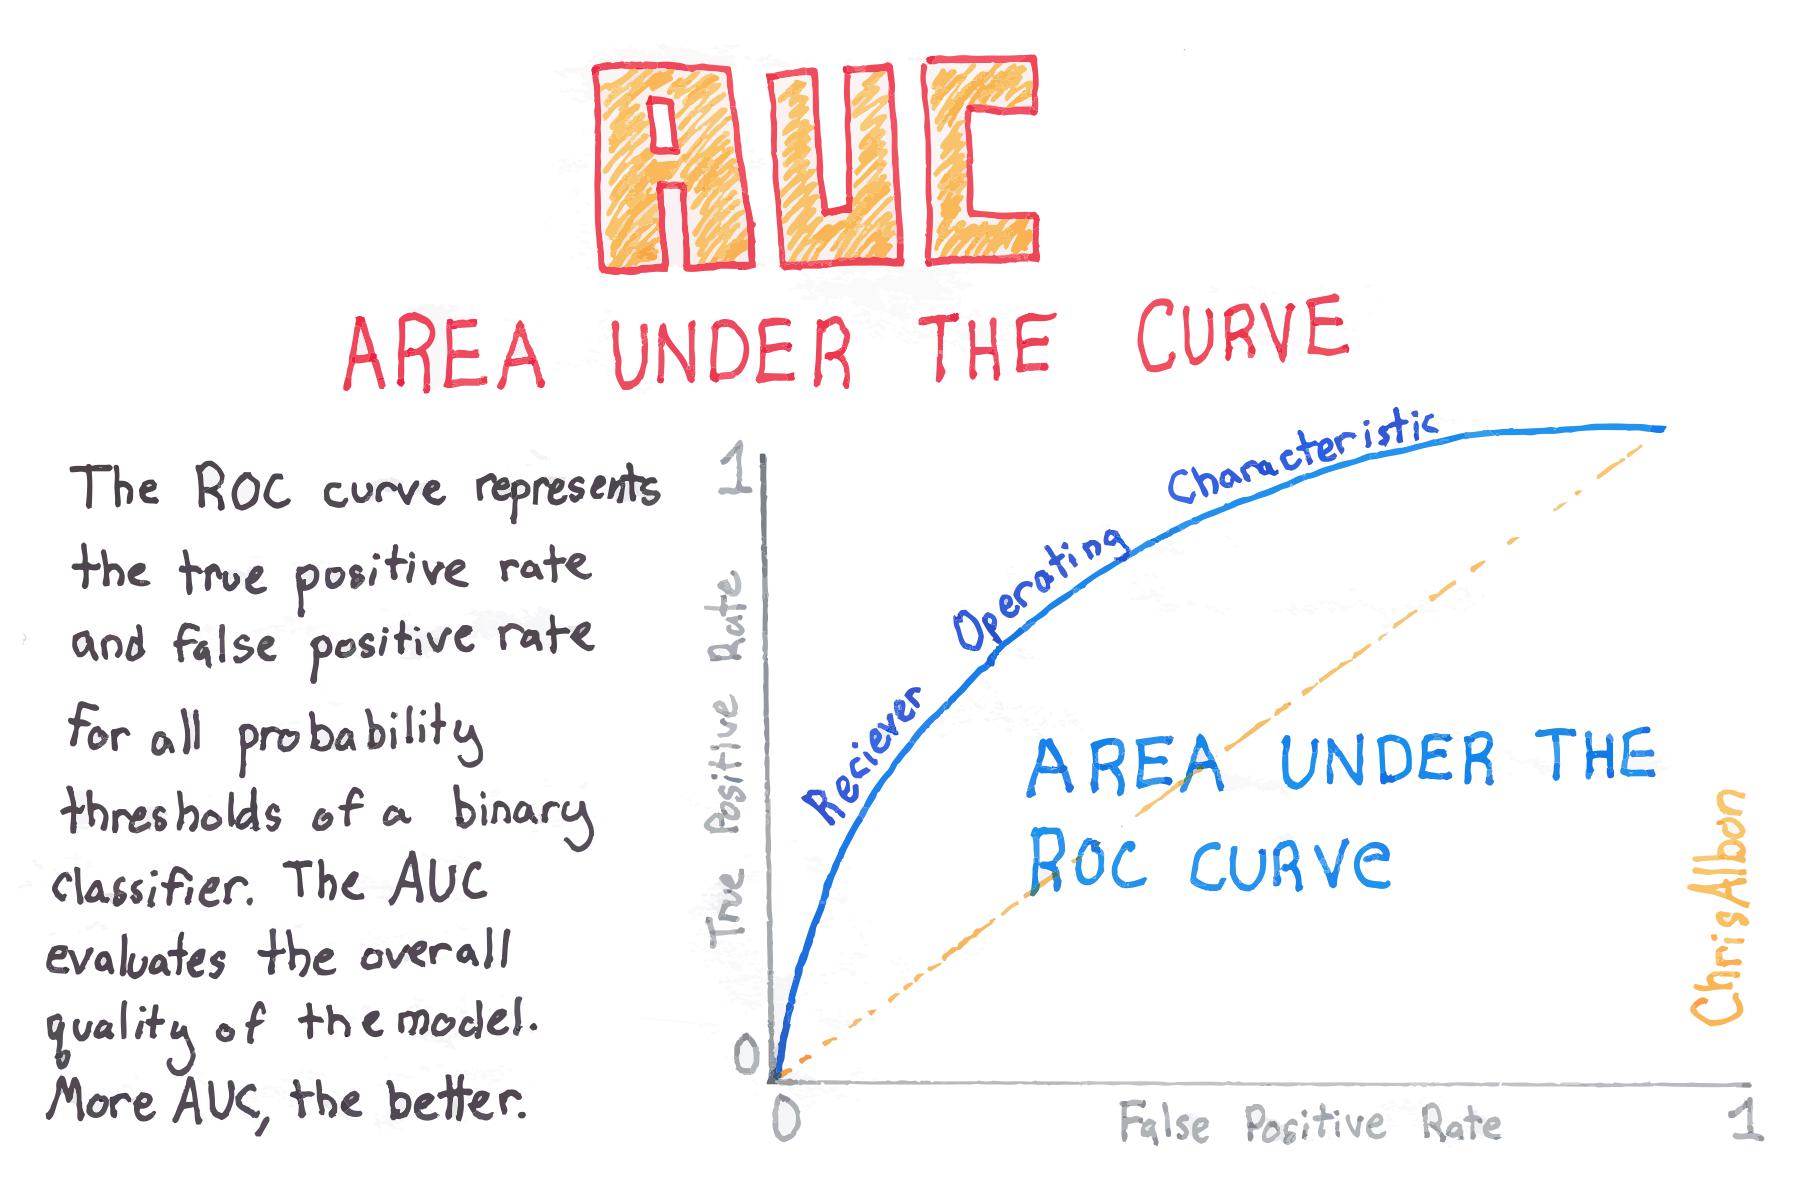 AUC
AREA UNDER THE CURVE
The ROC curve represents
the true positive rate
and false positive rate
for all probability
thresholds of a binary
classifier. The AUC
evaluates the overall
quality of the model.
More AUC, the better.
1
True Positive Rate
0
Reciever Operating Characteristic
AREA UNDER THE
ROC CURVe
0
False Positive Rate
1
ChrisAlbon